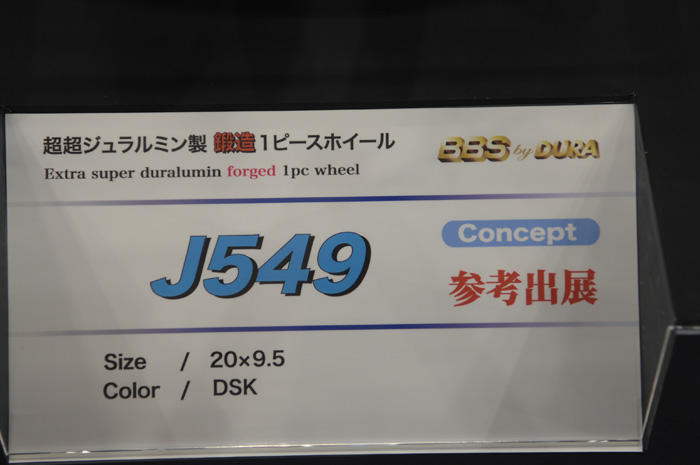 超超ジュラルミン製 鍛造 1ピースホイール
BBS by DURA
Extra super duralumin forged 1pc wheel
J549
Concept
参考出展
Size / 20×9.5
Color / DSK